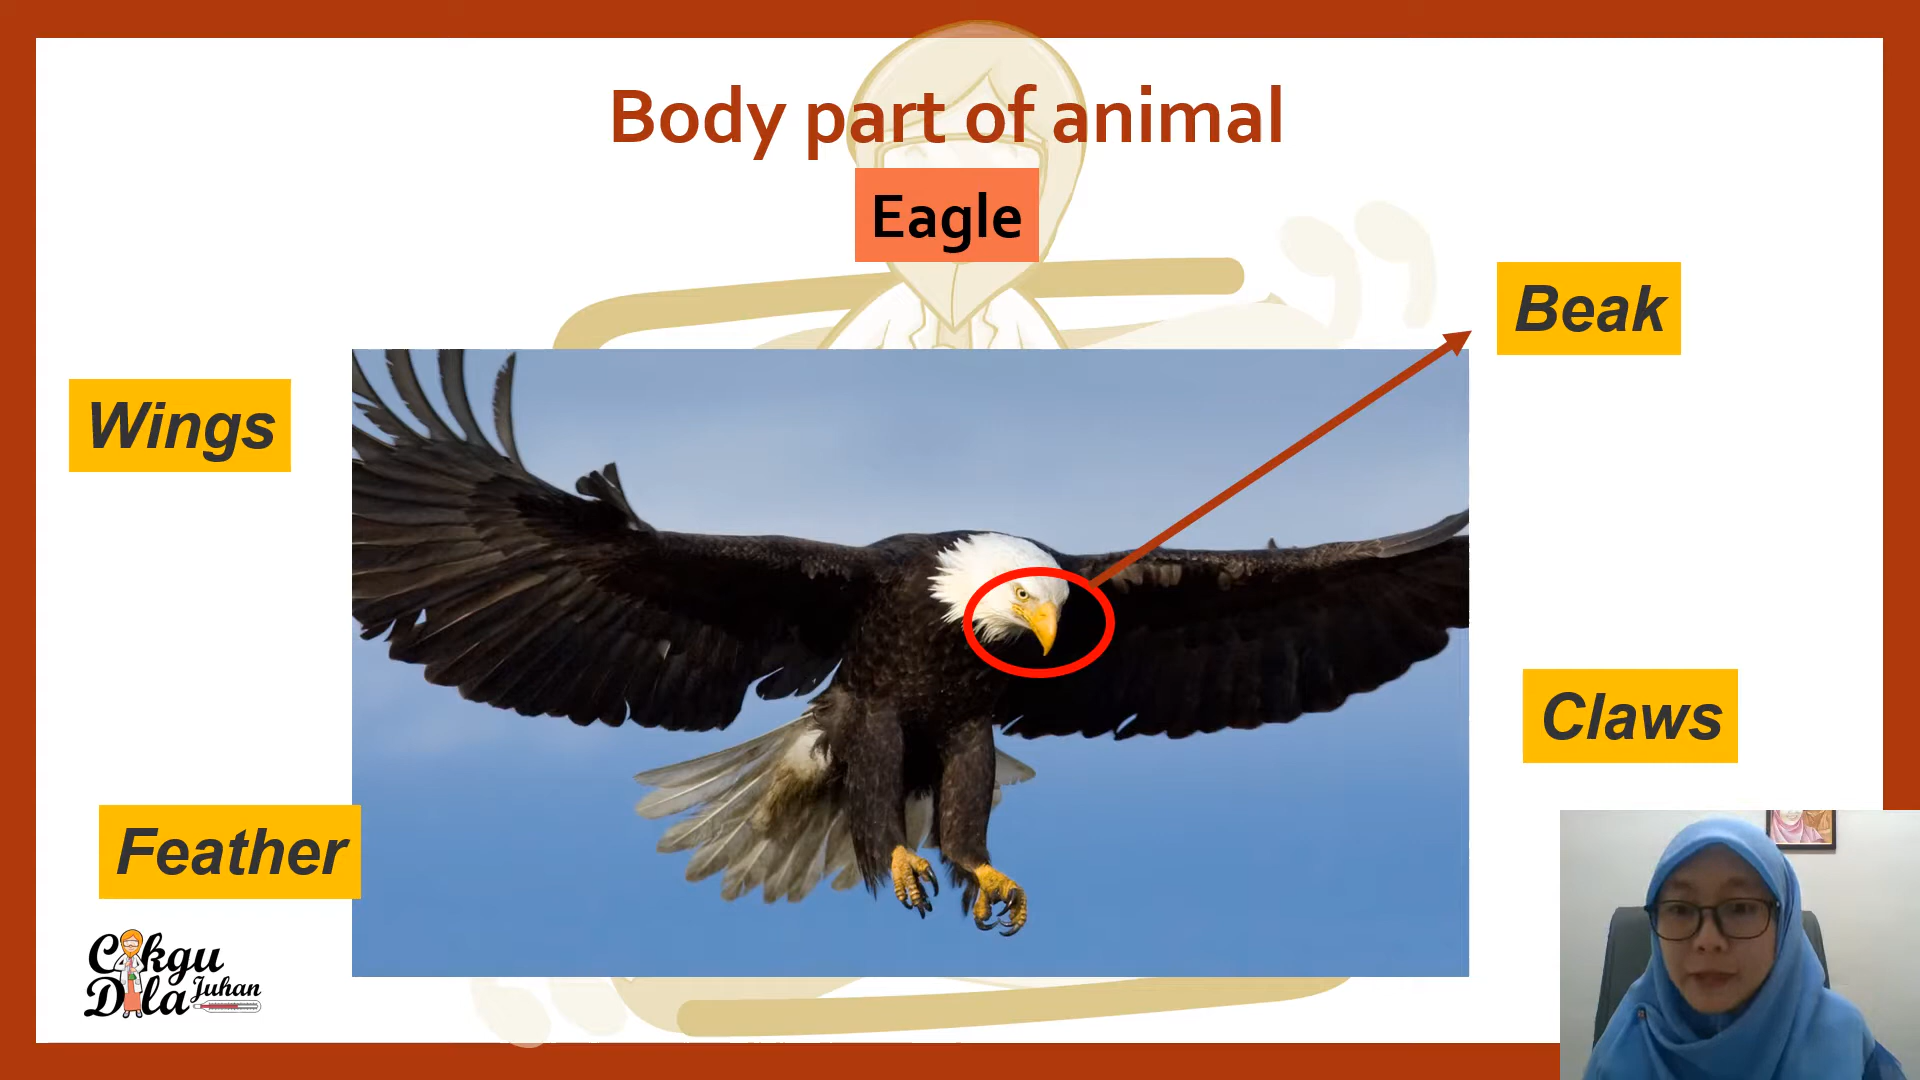 Body part of animal
Eagle
Beak
Wings
Claws
Feather
Cikgu
Dila Juhan